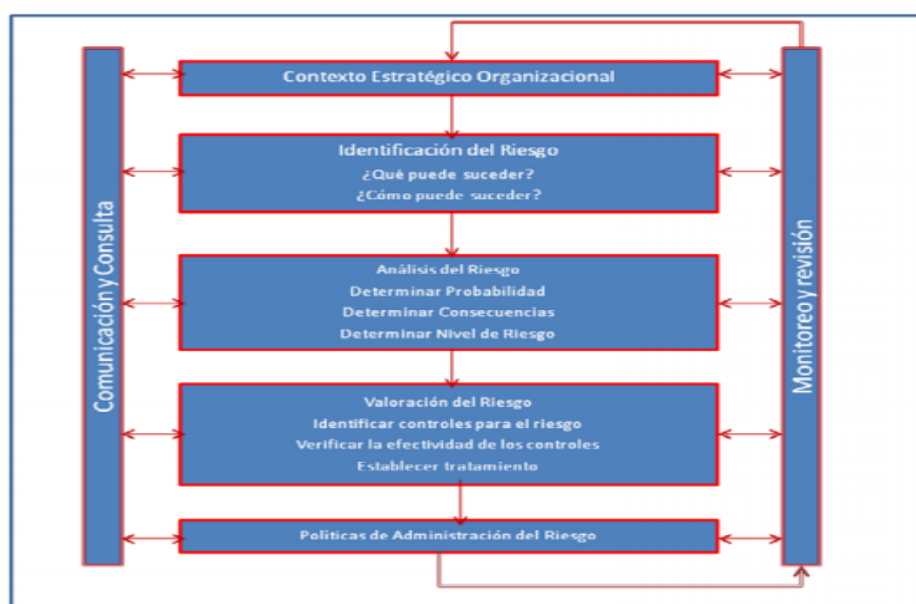 Comunicación y Consulta
Contexto Estratégico Organizacional
Identificación del Riesgo
¿Qué puede suceder?
¿Cómo puede suceder?
Análisis del Riesgo
Determinar Probabilidad
Determinar Consecuencias
Determinar Nivel de Riesgo
Valoración del Riesgo
Identificar controles para el riesgo
Verificar la efectividad de los controles
Establecer tratamiento
Políticas de Administración del Riesgo
Monitoreo y revisión